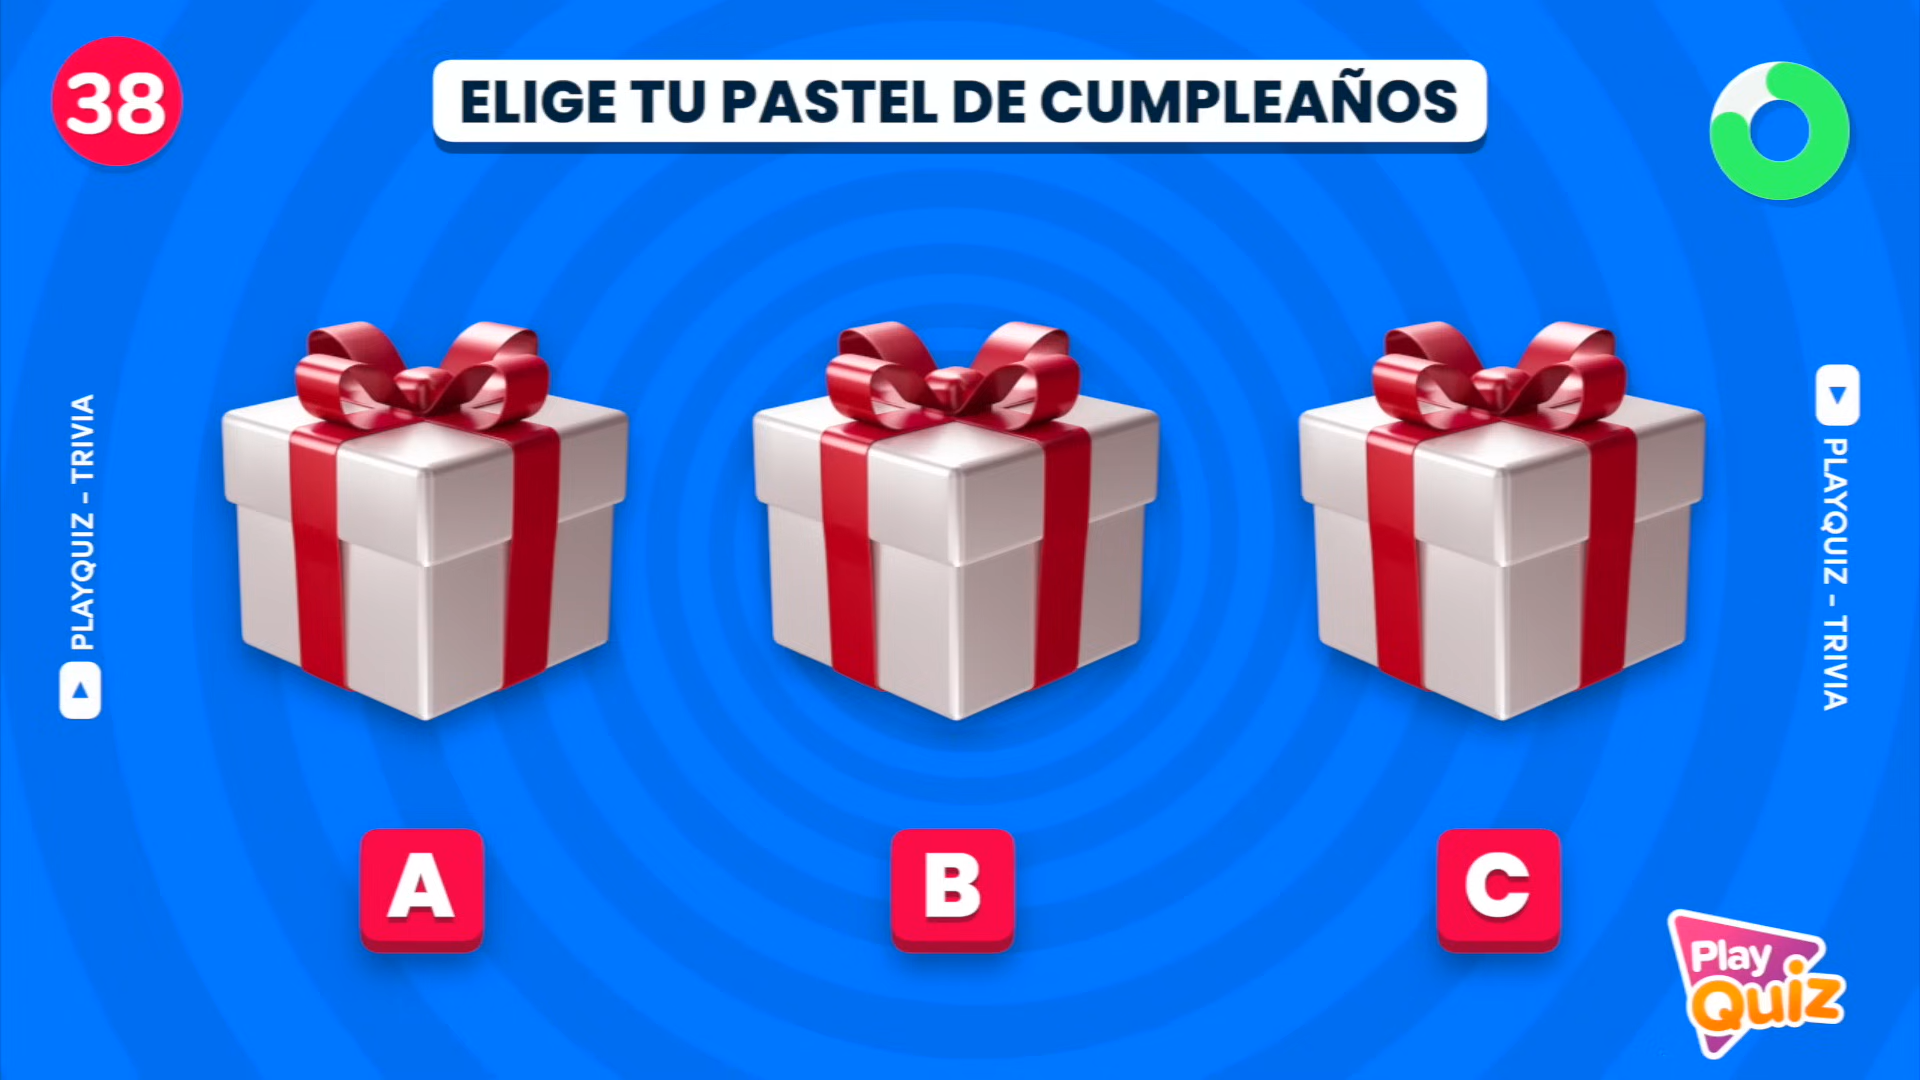 38
ELIGE TU PASTEL DE CUMPLEAÑOS
PLAYQUIZ - TRIVIA
PLAYQUIZ - TRIVIA
A
B
C
Play
Quiz